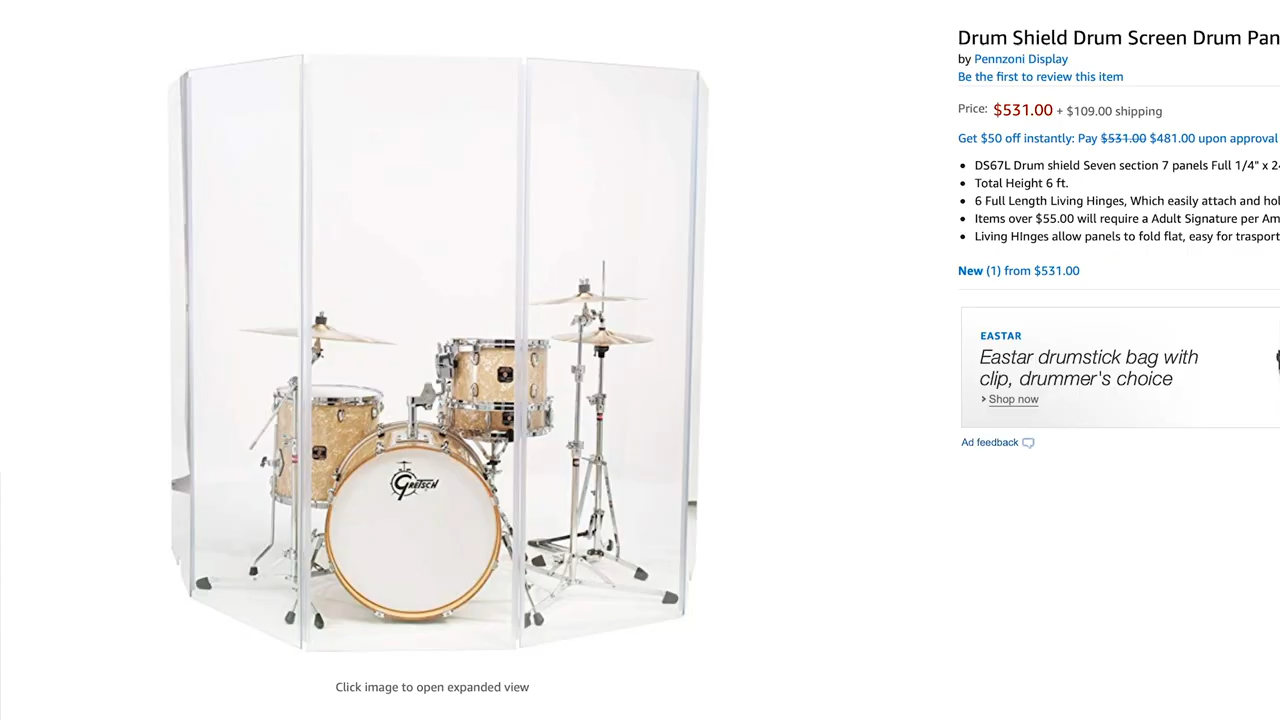 Drum Shield Drum Screen Drum Pan
by Pennzoni Display
Be the first to review this item
Price: $531.00 + $109.00 shipping
Get $50 off instantly: Pay $531.00 $481.00 upon approval
DS67L Drum shield Seven section 7 panels Full 1/4" x 24
Total Height 6 ft.
6 Full Length Living Hinges, Which easily attach and hol
Items over $55.00 will require a Adult Signature per Am
Living HInges allow panels to fold flat, easy for trasport
New (1) from $531.00
EASTAR
Eastar drumstick bag with
clip, drummer's choice
Shop now
Ad feedback
GRETSCH
Click image to open expanded view